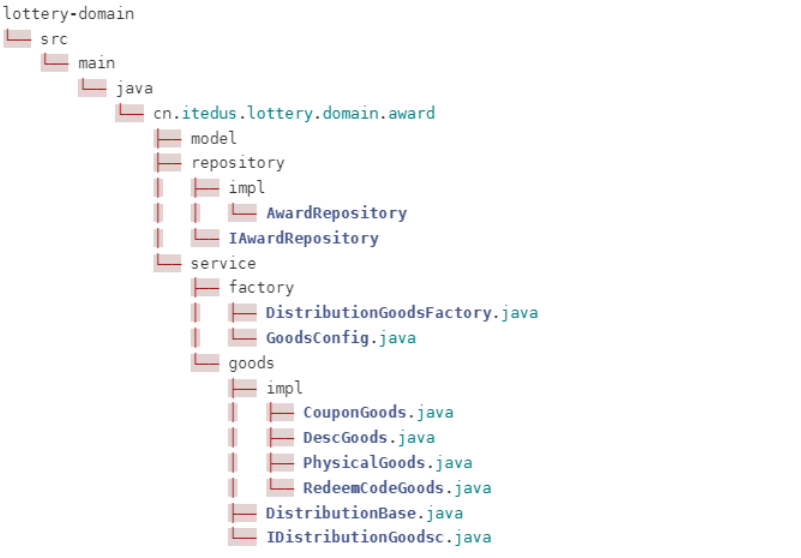 lottery-domain
└── src
    └── main
        └── java
            └── cn.itedus.lottery.domain.award
                ├── model
                ├── repository
                │   ├── impl
                │   │   └── AwardRepository
                │   └── IAwardRepository
                └── service
                    ├── factory
                    │   ├── DistributionGoodsFactory.java
                    │   └── GoodsConfig.java
                    └── goods
                        ├── impl
                        │   ├── CouponGoods.java
                        │   ├── DescGoods.java
                        │   ├── PhysicalGoods.java
                        │   └── RedeemCodeGoods.java
                        ├── DistributionBase.java
                        └── IDistributionGoodsc.java